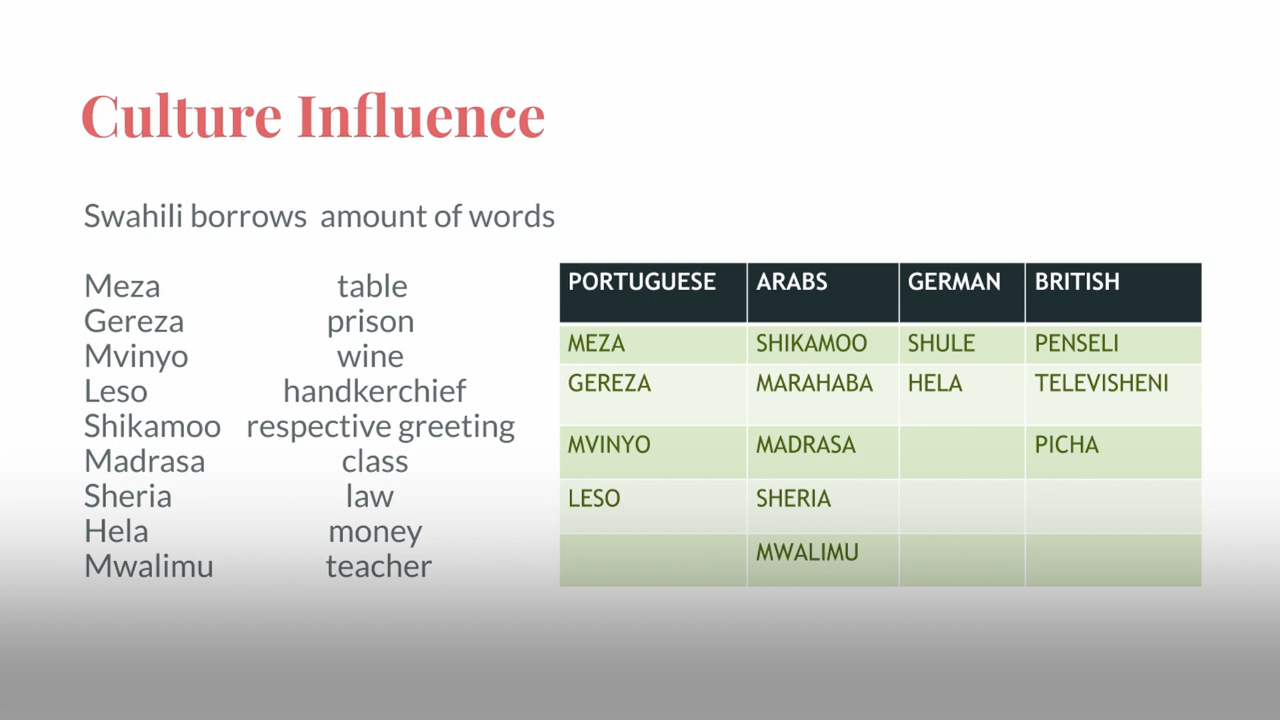 Culture Influence
Swahili borrows  amount of words
Meza table
Gereza prison
Mvinyo wine
Leso handkerchief
Shikamoo respective greeting
Madrasa class
Sheria law
Hela money
Mwalimu teacher
PORTUGUESE ARABS GERMAN BRITISH
MEZA SHIKAMOO SHULE PENSELI
GEREZA MARAHABA HELA TELEVISHENI
MVINYO MADRASA PICHA
LESO SHERIA
MWALIMU